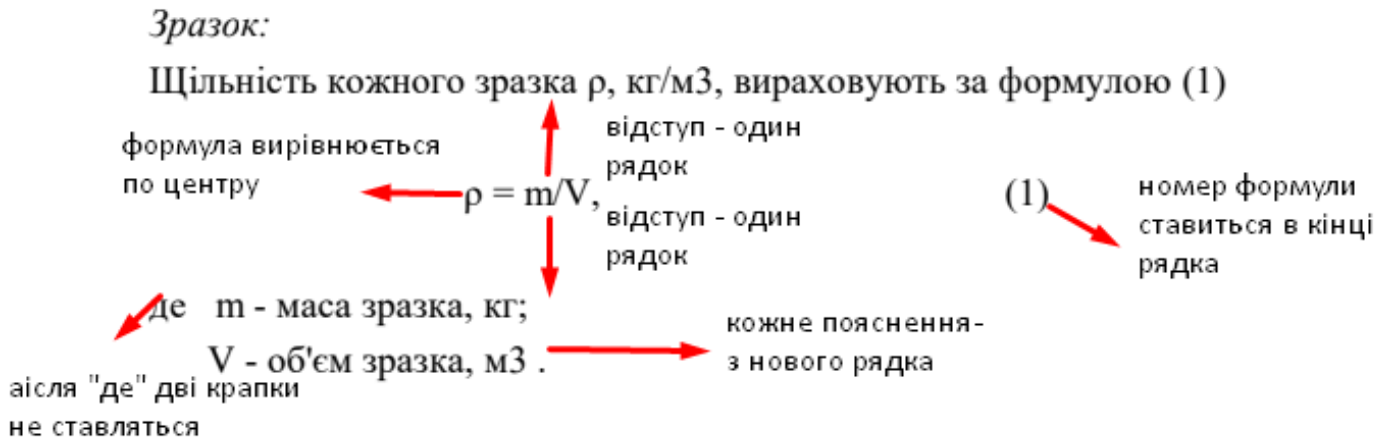 Зразок:
Щільність кожного зразка ρ, кг/м3, вираховують за формулою (1)
формула вирівнюється
по центру
відступ - один
рядок
ρ = m/V,
(1)
номер формули
ставиться в кінці
рядка
відступ - один
рядок
де m - маса зразка, кг;
V - об'єм зразка, м3 .
кожне пояснення-
з нового рядка
аісля "де" дві крапки
не ставляться